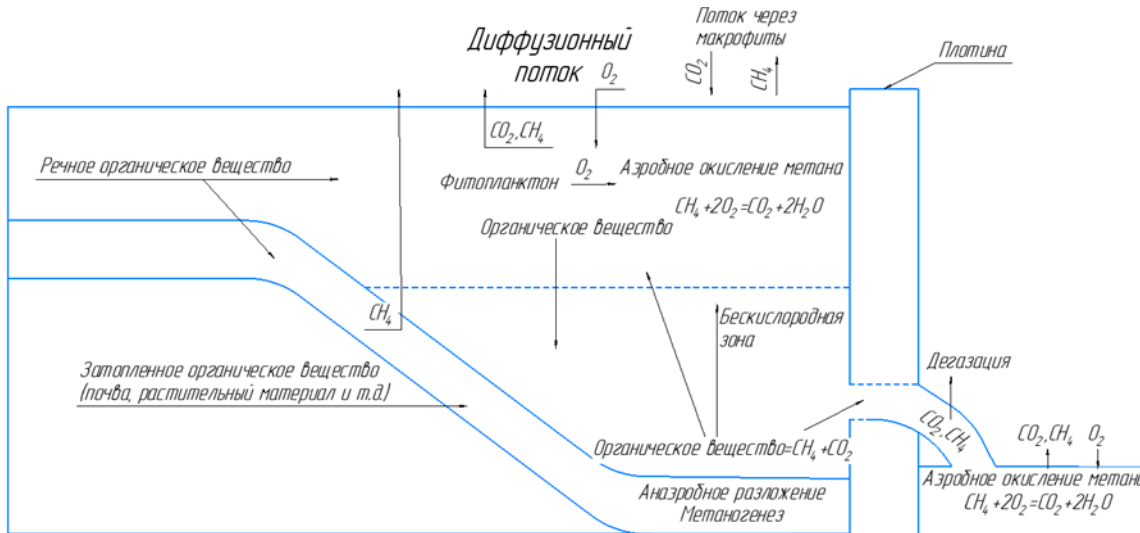 Поток через
макрофиты
Диффузионный
поток
O₂
CO₂
CH₄
Плотина
CO₂,CH₄
Речное органическое вещество
Фитопланктон
O₂
Аэробное окисление метана
CH₄+2O₂=CO₂+2H₂O
Органическое вещество
CH₄
Бескислородная
зона
Затопленное органическое вещество
(почва, растительный материал и т.д.)
Дегазация
CO₂,CH₄
Органическое вещество=CH₄+CO₂
CO₂,CH₄
O₂
Анаэробное разложение
Метаногенез
Аэробное окисление метана
CH₄+2O₂=CO₂+2H₂O